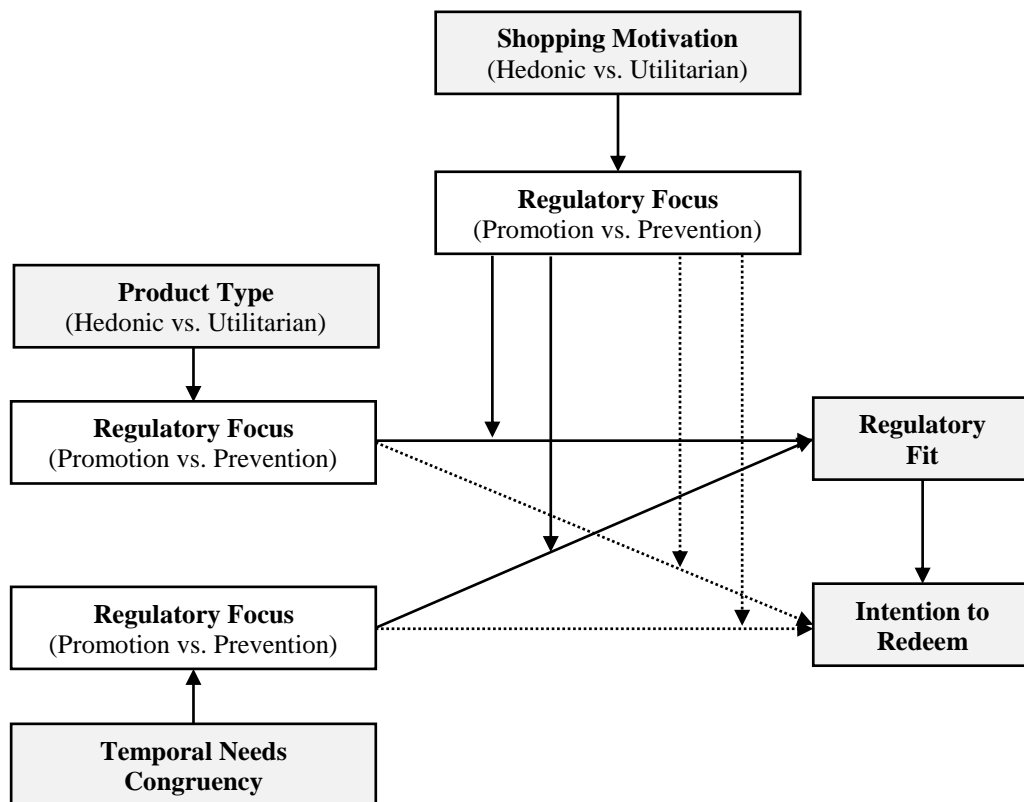 Shopping Motivation
(Hedonic vs. Utilitarian)
Regulatory Focus
(Promotion vs. Prevention)
Product Type
(Hedonic vs. Utilitarian)
Regulatory Focus
(Promotion vs. Prevention)
Regulatory
Fit
Regulatory Focus
(Promotion vs. Prevention)
Intention to
Redeem
Temporal Needs
Congruency